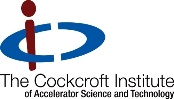 The Cockcroft Institute
of Accelerator Science and Technology